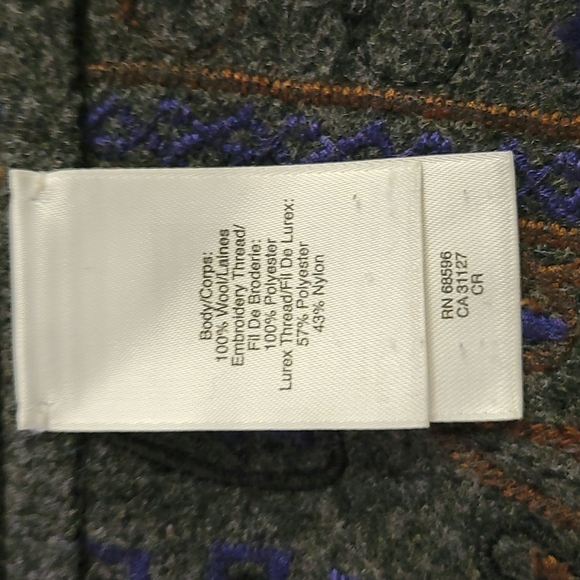 Body/Corps:
100% Wool/Laines
Embroidery Thread/
Fil De Broderie:
100% Polyester
Lurex Thread/Fil De Lurex:
57% Polyester
43% Nylon
RN 68596
CA 31127
CR